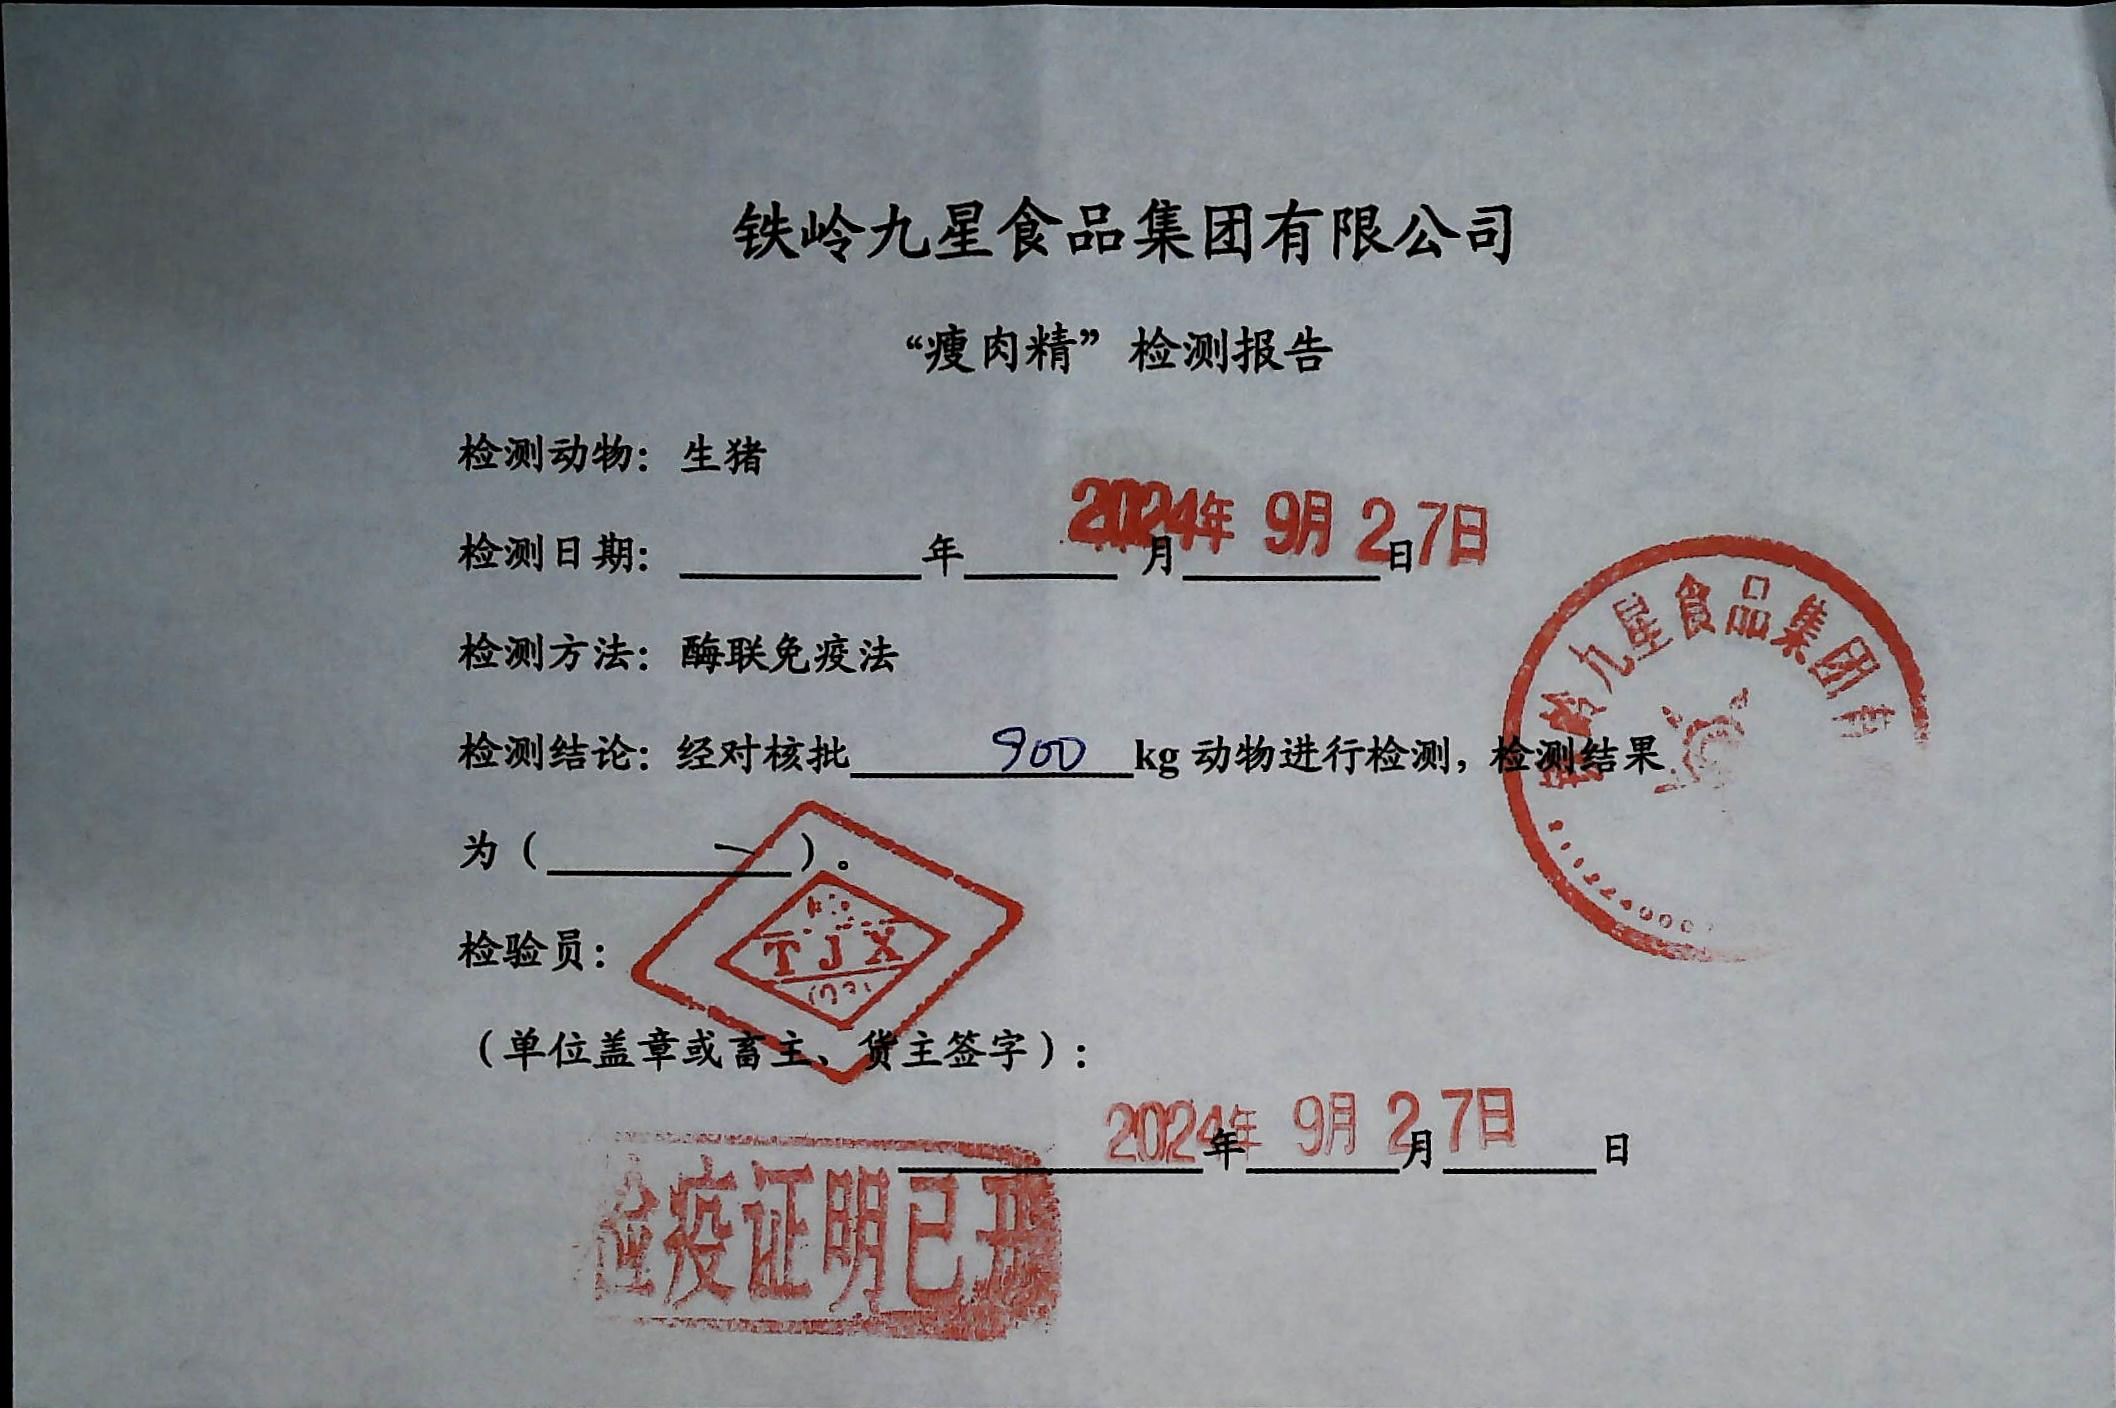 铁岭九星食品集团有限公司
“瘦肉精”检测报告
检测动物：生猪
检测日期：年月日
2024年 9月 27日
检测方法：酶联免疫法
检测结论：经对核批 900 kg 动物进行检测，检测结果
为（ 一 ）。
检验员：
TJX
（单位盖章或畜主、货主签字）：
年月日
2024年 9月 27日
岭九星食品集团有
检疫证明已开